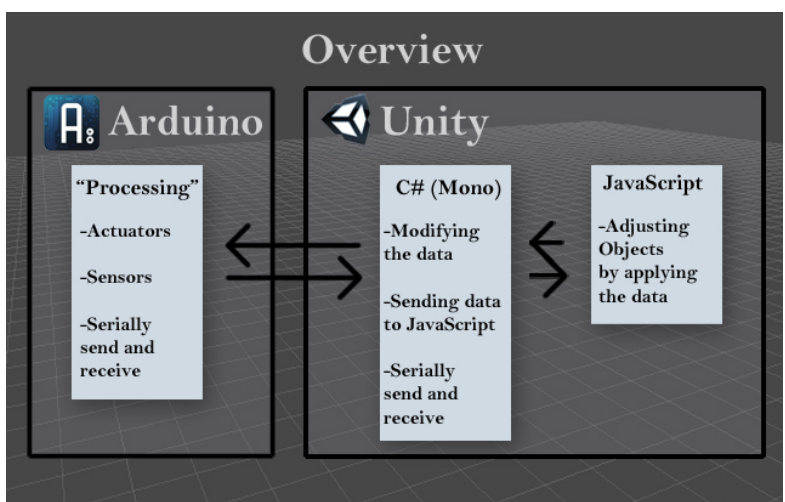 Overview
Arduino
"Processing"
-Actuators
-Sensors
-Serially
send and
receive
Unity
C# (Mono)
-Modifying
the data
-Sending data
to JavaScript
-Serially
send and
receive
JavaScript
-Adjusting
Objects
by applying
the data